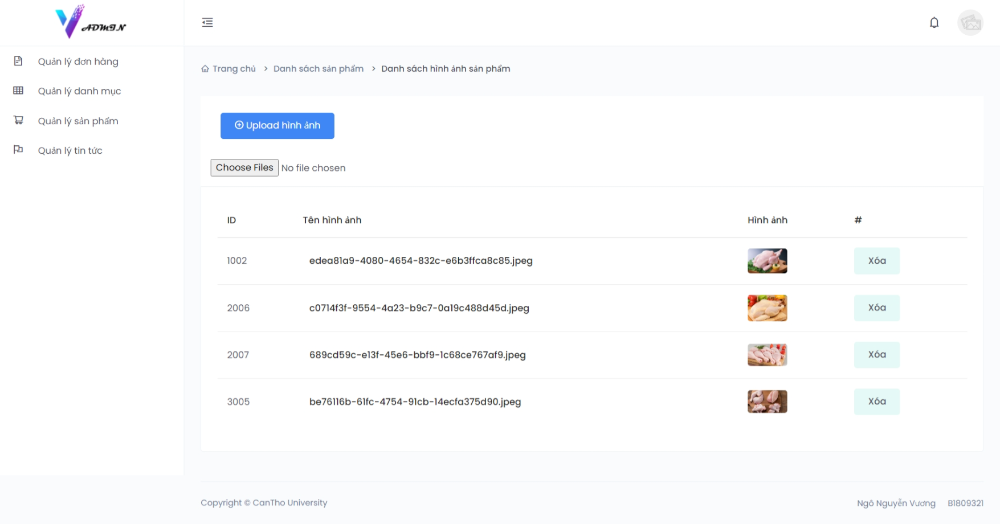 ADMIN
Quản lý đơn hàng
Quản lý danh mục
Quản lý sản phẩm
Quản lý tin tức
Trang chủ > Danh sách sản phẩm > Danh sách hình ảnh sản phẩm
Upload hình ảnh
Choose Files No file chosen
ID Tên hình ảnh Hình ảnh #
1002 edea81a9-4080-4654-832c-e6b3ffca8c85.jpeg Xóa
2006 c0714f3f-9554-4a23-b9c7-0a19c488d45d.jpeg Xóa
2007 689cd59c-e13f-45e6-bbf9-1c68ce767af9.jpeg Xóa
3005 be76116b-61fc-4754-91cb-14ecfa375d90.jpeg Xóa
Copyright © CanTho University Ngô Nguyễn Vương B1809321